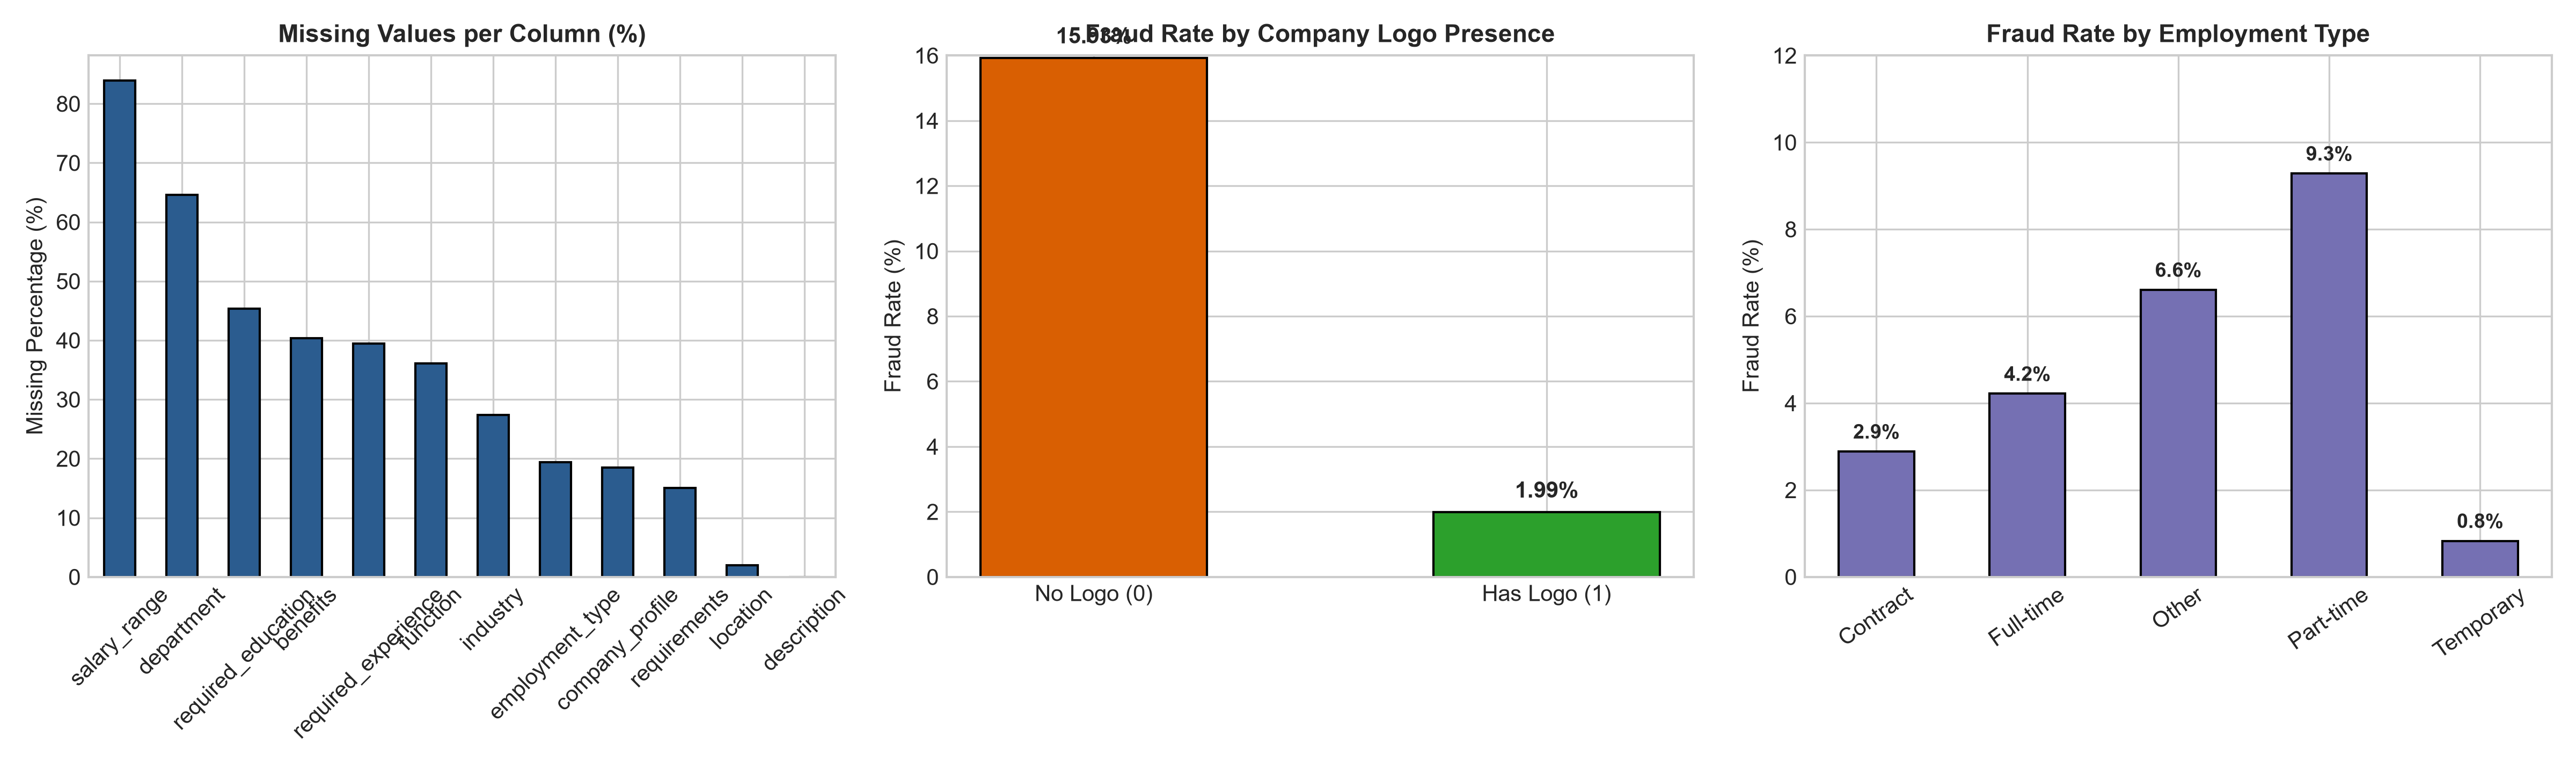 Missing Values per Column (%)
Missing Percentage (%)
80
70
60
50
40
30
20
10
0
salary_range
department
required_education
benefits
required_experience
function
industry
employment_type
company_profile
requirements
location
description
Fraud Rate by Company Logo Presence
15.93%
Fraud Rate (%)
16
14
12
10
8
6
4
2
0
1.99%
No Logo (0)
Has Logo (1)
Fraud Rate by Employment Type
Fraud Rate (%)
12
10
8
6
4
2
0
2.9%
4.2%
6.6%
9.3%
0.8%
Contract
Full-time
Other
Part-time
Temporary